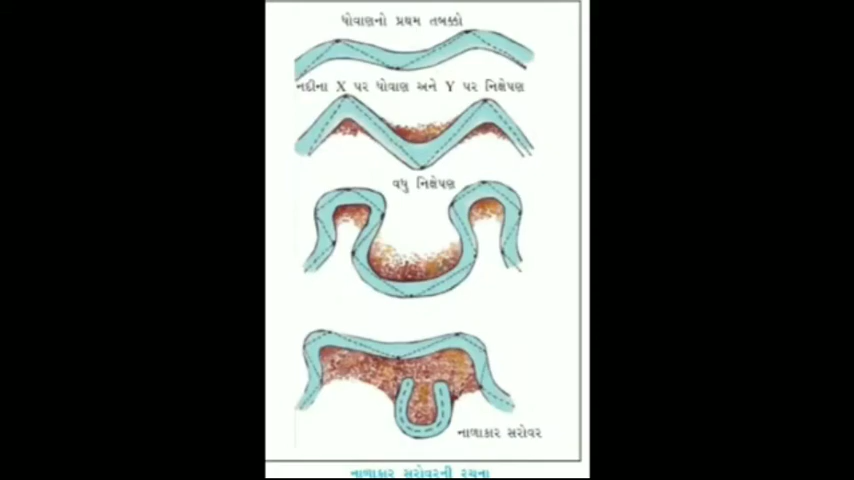 ધોવાણનો પ્રથમ તબક્કો
નદીના X પર ધોવાણ અને Y પર નિક્ષેપણ
વધુ નિક્ષેપણ
નાળાકાર સરોવર
નાળાકાર સરોવરની રચના